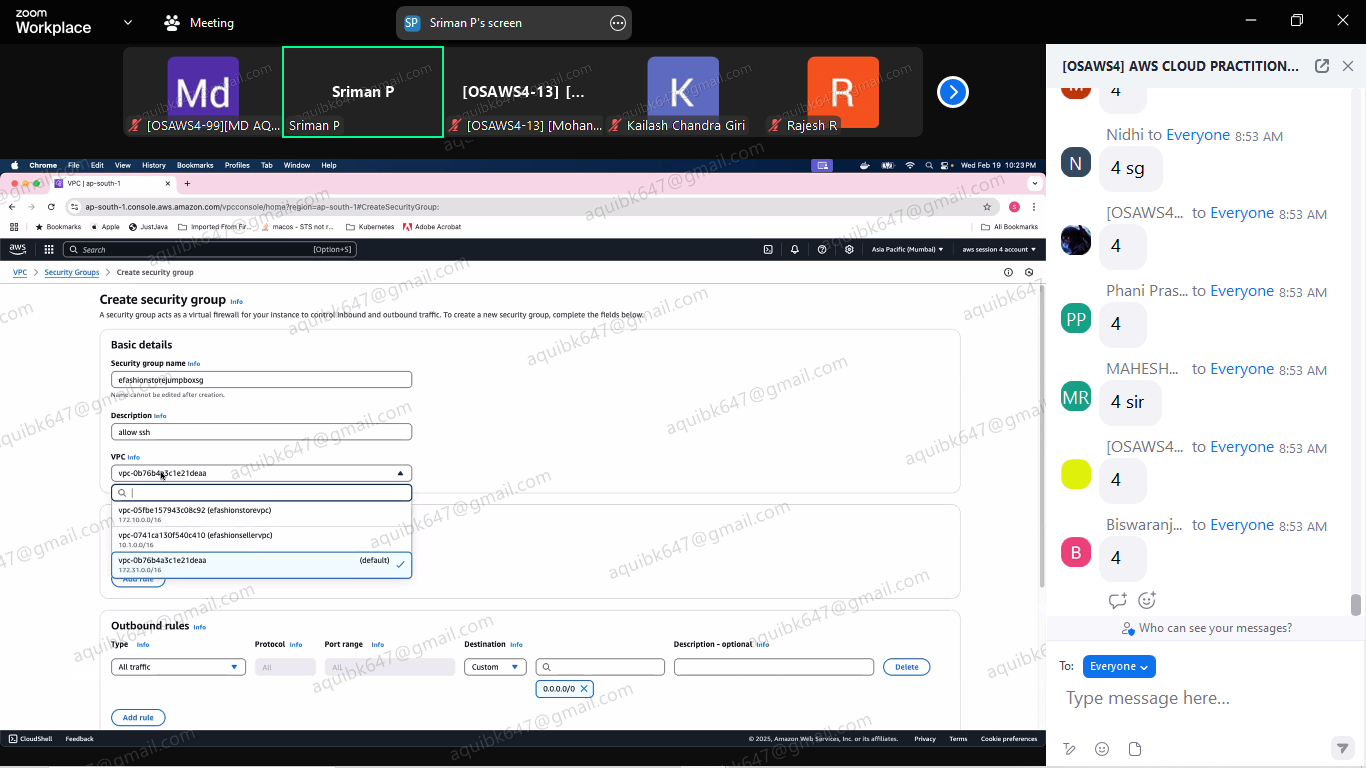 zoom
Workplace
Meeting
SP
Sriman P's screen
Md
Sriman P
[OSAWS4-13] [...
K
R
[OSAWS4-99][MD AQ...
Sriman P
[OSAWS4-13] [Mohan...
Kailash Chandra Giri
Rajesh R
Chrome File Edit View History Bookmarks Profiles Tab Window Help
Wed Feb 19 10:23 PM
VPC | ap-south-1
ap-south-1.console.aws.amazon.com/vpcconsole/home?region=ap-south-1#CreateSecurityGroup:
S
Bookmarks
Apple
JustJava
Imported From Fir...
macos - STS not r...
Kubernetes
Adobe Acrobat
All Bookmarks
aws
Search
[Option+S]
Asia Pacific (Mumbai)
aws session 4 account
VPC
Security Groups
Create security group
Create security group Info
A security group acts as a virtual firewall for your instance to control inbound and outbound traffic. To create a new security group, complete the fields below.
Basic details
Security group name Info
efashionstorejumpboxsg
Name cannot be edited after creation.
Description Info
allow ssh
VPC Info
vpc-0b76b4a3c1e21deaa
vpc-05fbe157943c08c92 (efashionstorevpc)
172.10.0.0/16
vpc-0741ca130f540c410 (efashionsellervpc)
10.1.0.0/16
vpc-0b76b4a3c1e21deaa (default)
172.31.0.0/16
Add rule
Outbound rules Info
Type Info
Protocol Info
Port range Info
Destination Info
Description - optional Info
All traffic
All
All
Custom
Delete
0.0.0.0/0
Add rule
CloudShell
Feedback
© 2025, Amazon Web Services, Inc. or its affiliates.
Privacy
Terms
Cookie preferences
aquibk647@gmail.com
[OSAWS4] AWS CLOUD PRACTITION...
4
Nidhi to Everyone 8:53 AM
N
4 sg
[OSAWS4... to Everyone 8:53 AM
4
Phani Pras... to Everyone 8:53 AM
PP
4
MAHESH... to Everyone 8:53 AM
MR
4 sir
[OSAWS4... to Everyone 8:53 AM
4
Biswaranj... to Everyone 8:53 AM
B
4
Who can see your messages?
To:
Everyone
Type message here...